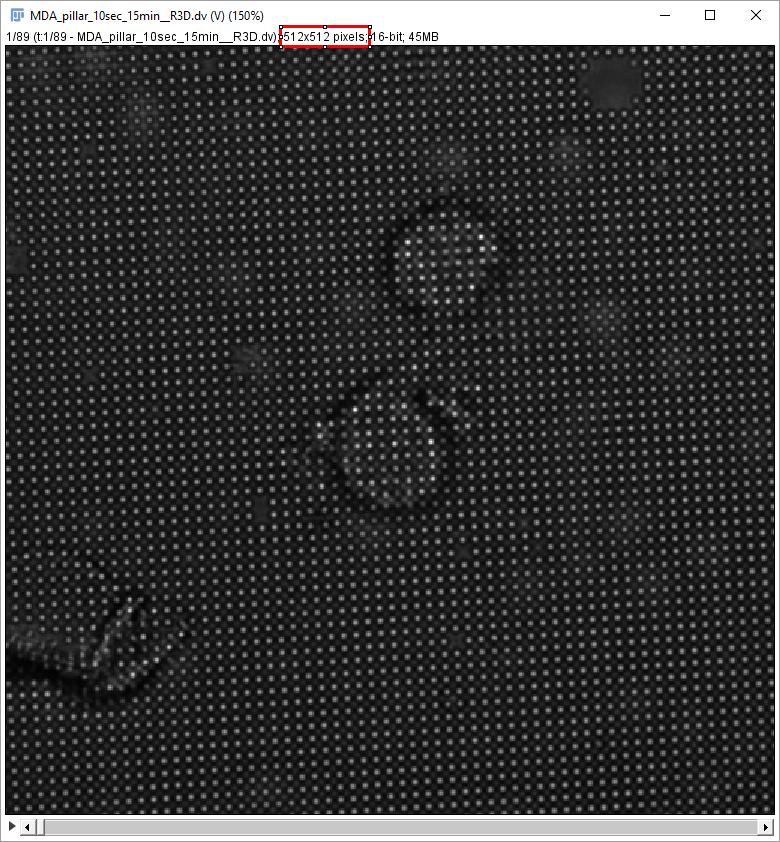 MDA_pillar_10sec_15min__R3D.dv (V) (150%)
1/89 (t:1/89 - MDA_pillar_10sec_15min__R3D.dv); 512x512 pixels; 16-bit; 45MB